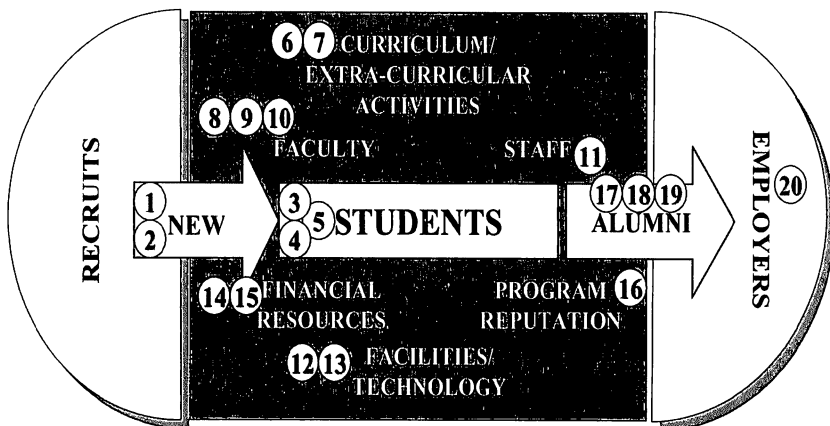 6 7 CURRICULUM/
EXTRA-CURRICULAR
ACTIVITIES
8 9 10
FACULTY
STAFF 11
RECRUITS
1
2
NEW
3
4
5
STUDENTS
17 18 19
ALUMNI
EMPLOYERS
20
14 15 FINANCIAL
RESOURCES
PROGRAM 16
REPUTATION
12 13 FACILITIES/
TECHNOLOGY